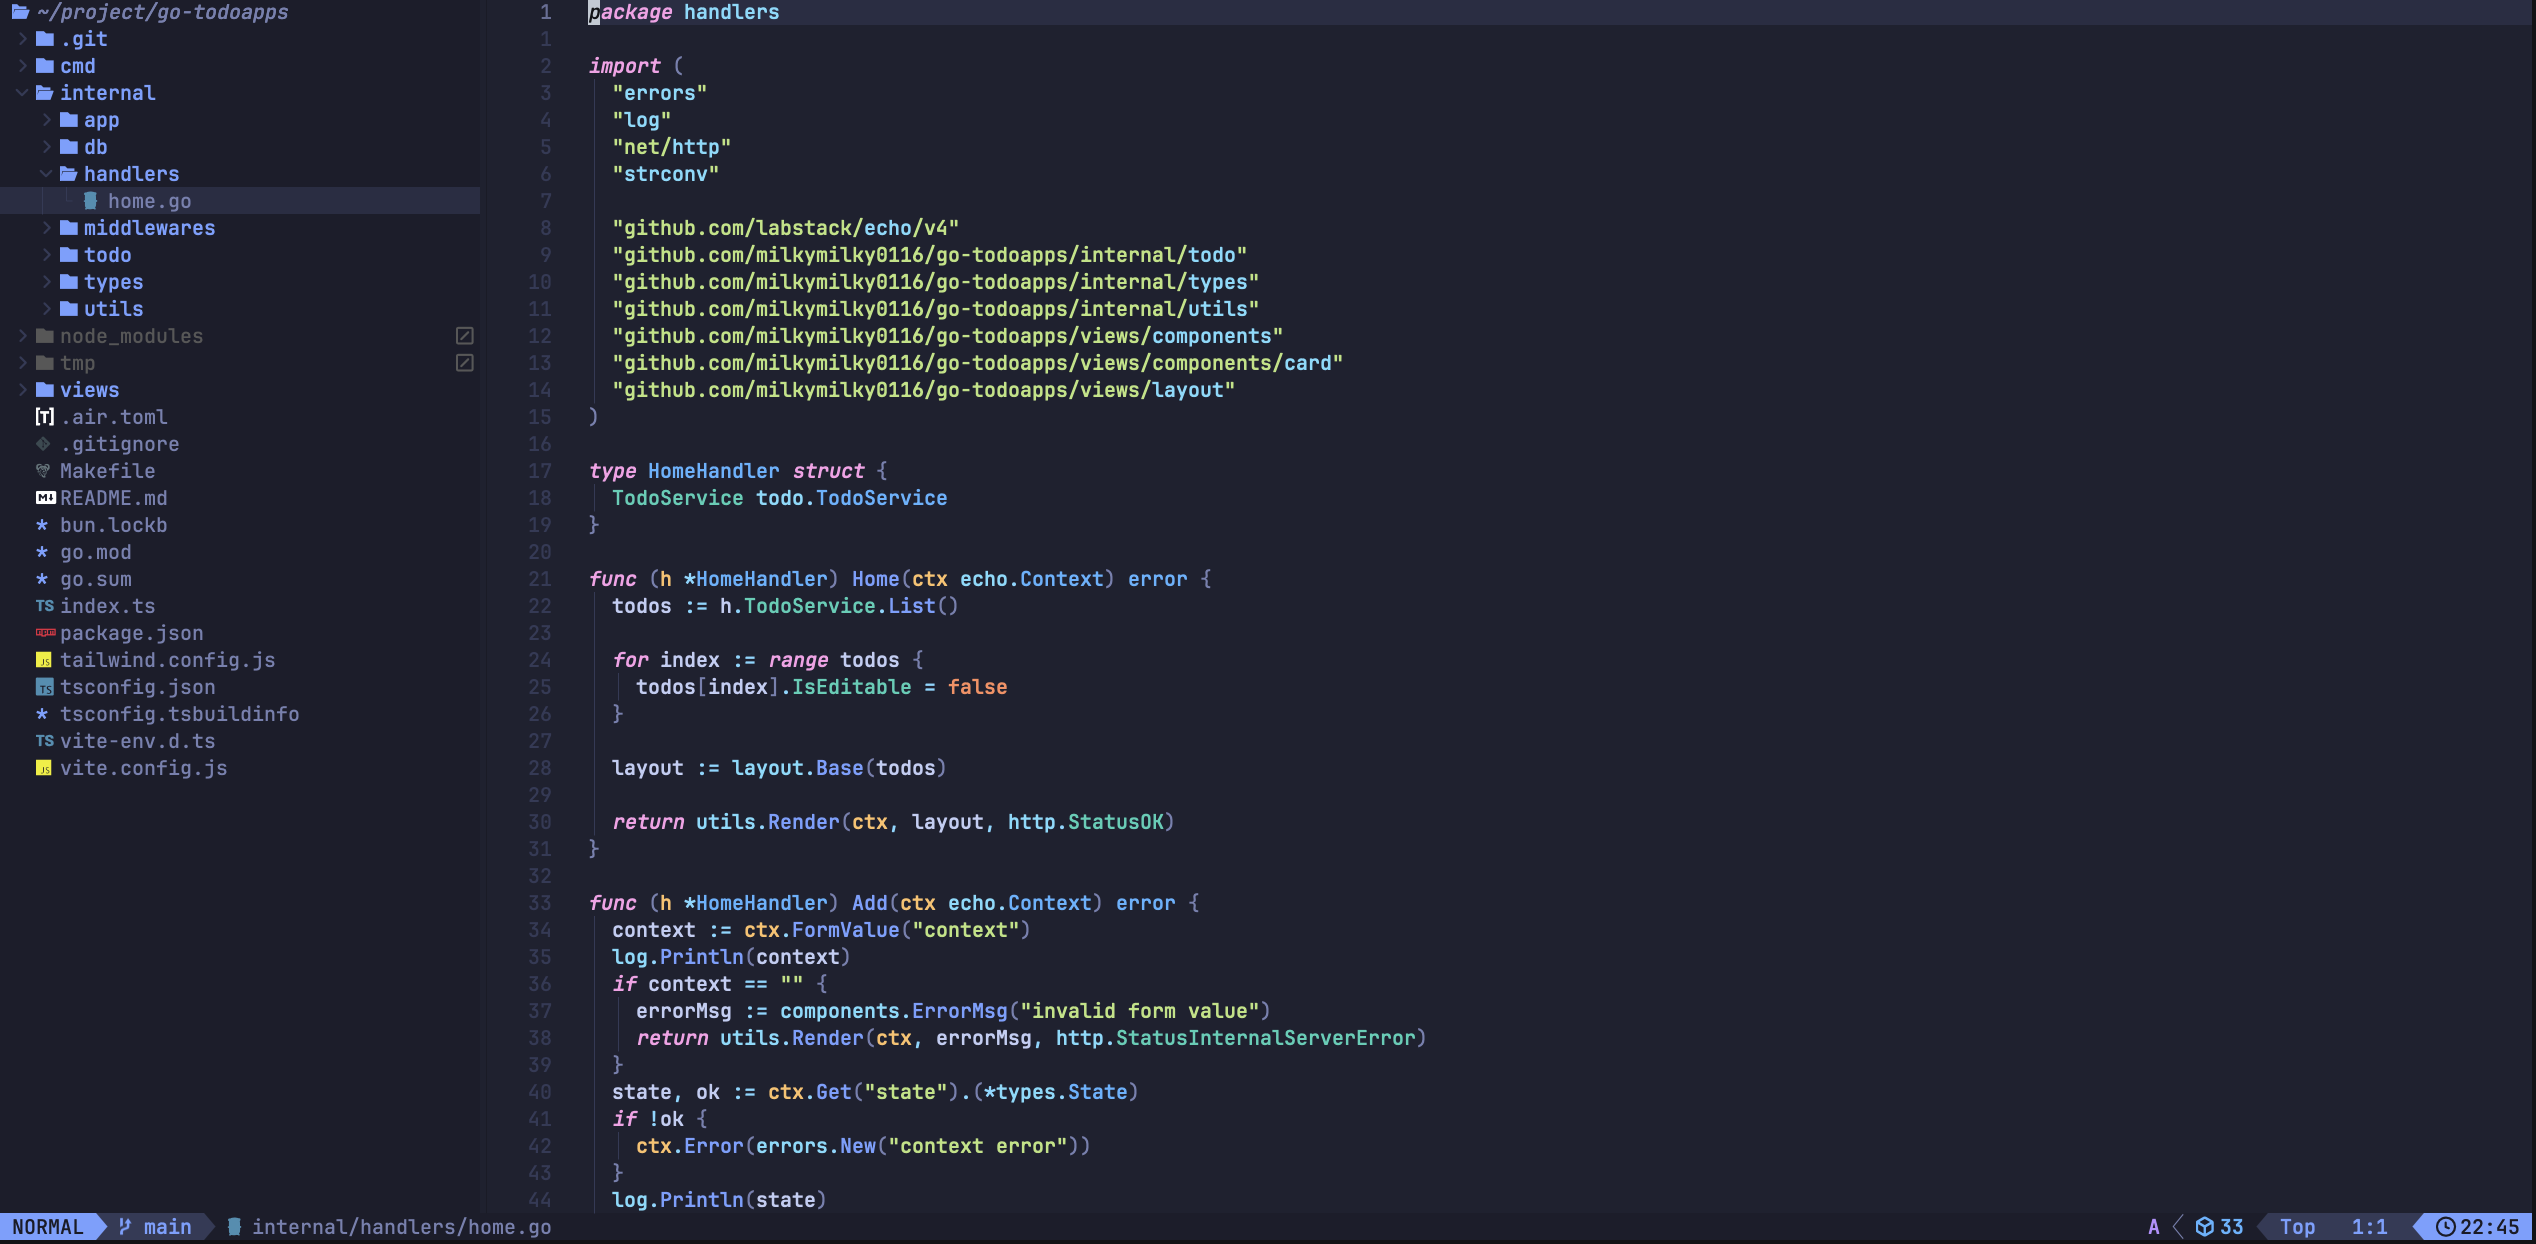 ~/project/go-todoapps
.git
cmd
internal
app
db
handlers
home.go
middlewares
todo
types
utils
node_modules
tmp
views
[T] .air.toml
.gitignore
Makefile
M↓ README.md
* bun.lockb
* go.mod
* go.sum
TS index.ts
npm package.json
JS tailwind.config.js
TS tsconfig.json
* tsconfig.tsbuildinfo
TS vite-env.d.ts
JS vite.config.js
1 package handlers
1
2 import (
3 "errors"
4 "log"
5 "net/http"
6 "strconv"
7
8 "github.com/labstack/echo/v4"
9 "github.com/milkymilky0116/go-todoapps/internal/todo"
10 "github.com/milkymilky0116/go-todoapps/internal/types"
11 "github.com/milkymilky0116/go-todoapps/internal/utils"
12 "github.com/milkymilky0116/go-todoapps/views/components"
13 "github.com/milkymilky0116/go-todoapps/views/components/card"
14 "github.com/milkymilky0116/go-todoapps/views/layout"
15 )
16
17 type HomeHandler struct {
18 TodoService todo.TodoService
19 }
20
21 func (h *HomeHandler) Home(ctx echo.Context) error {
22 todos := h.TodoService.List()
23
24 for index := range todos {
25 todos[index].IsEditable = false
26 }
27
28 layout := layout.Base(todos)
29
30 return utils.Render(ctx, layout, http.StatusOK)
31 }
32
33 func (h *HomeHandler) Add(ctx echo.Context) error {
34 context := ctx.FormValue("context")
35 log.Println(context)
36 if context == "" {
37 errorMsg := components.ErrorMsg("invalid form value")
38 return utils.Render(ctx, errorMsg, http.StatusInternalServerError)
39 }
40 state, ok := ctx.Get("state").(*types.State)
41 if !ok {
42 ctx.Error(errors.New("context error"))
43 }
44 log.Println(state)
NORMAL main internal/handlers/home.go A 33 Top 1:1 22:45